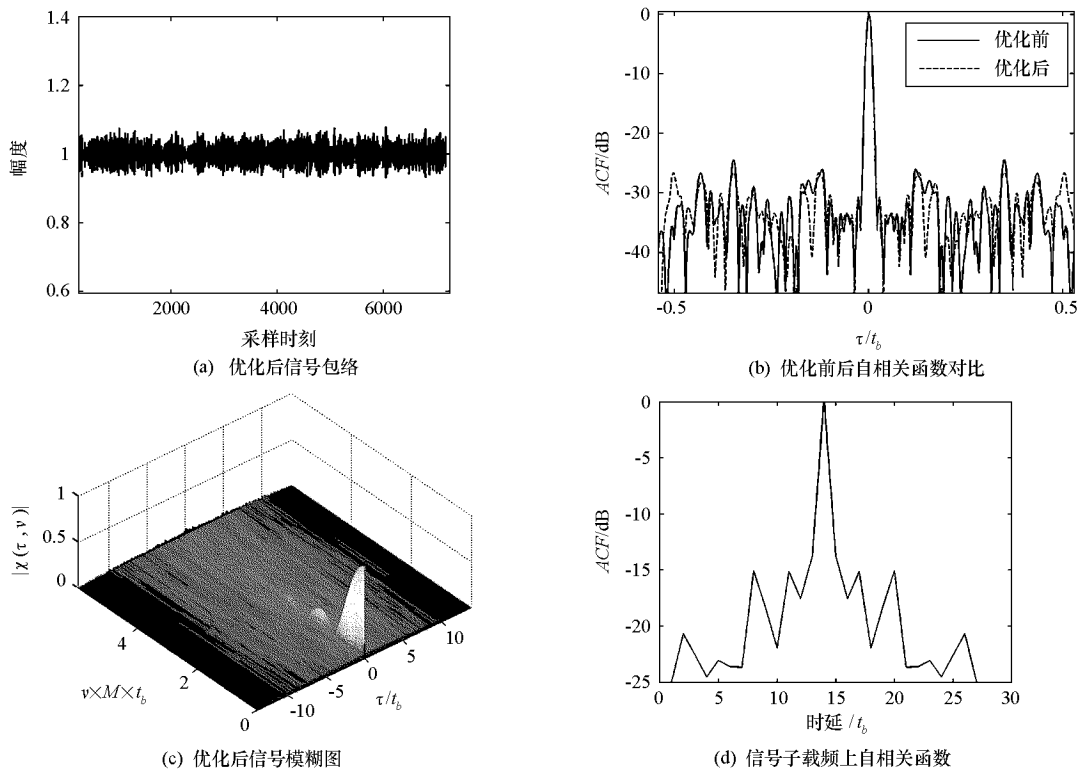 1.4
1.2
1
0.8
0.6
幅度
2000 4000 6000
采样时刻
(a) 优化后信号包络
0
-10
-20
-30
-40
ACF/dB
优化前
优化后
-0.5 0 0.5
τ/t_b
(b) 优化前后自相关函数对比
1
0.5
0
|χ(τ,v)|
4
2
0
v×M×t_b
-10 -5 0 5 10
τ/t_b
(c) 优化后信号模糊图
0
-5
-10
-15
-20
-25
ACF/dB
0 5 10 15 20 25 30
时延/t_b
(d) 信号子载频上自相关函数